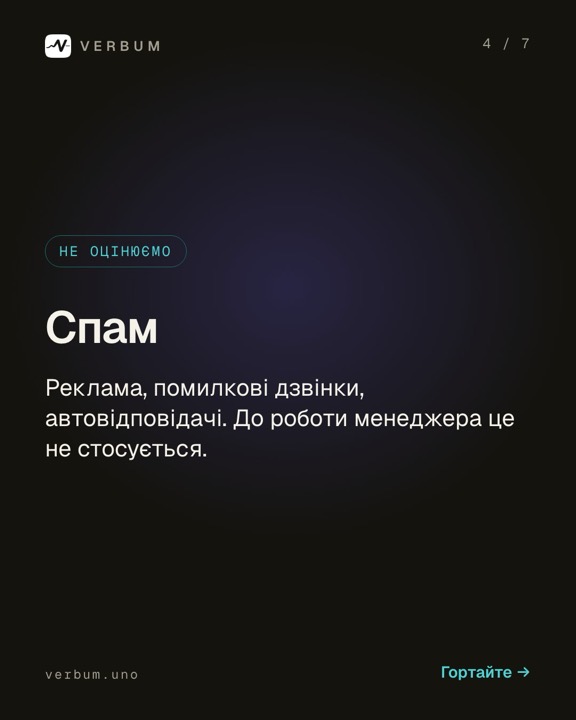 VERBUM
4 / 7
НЕ ОЦІНЮЄМО
Спам
Реклама, помилкові дзвінки,
автовідповідачі. До роботи менеджера це
не стосується.
verbum.uno
Гортайте →